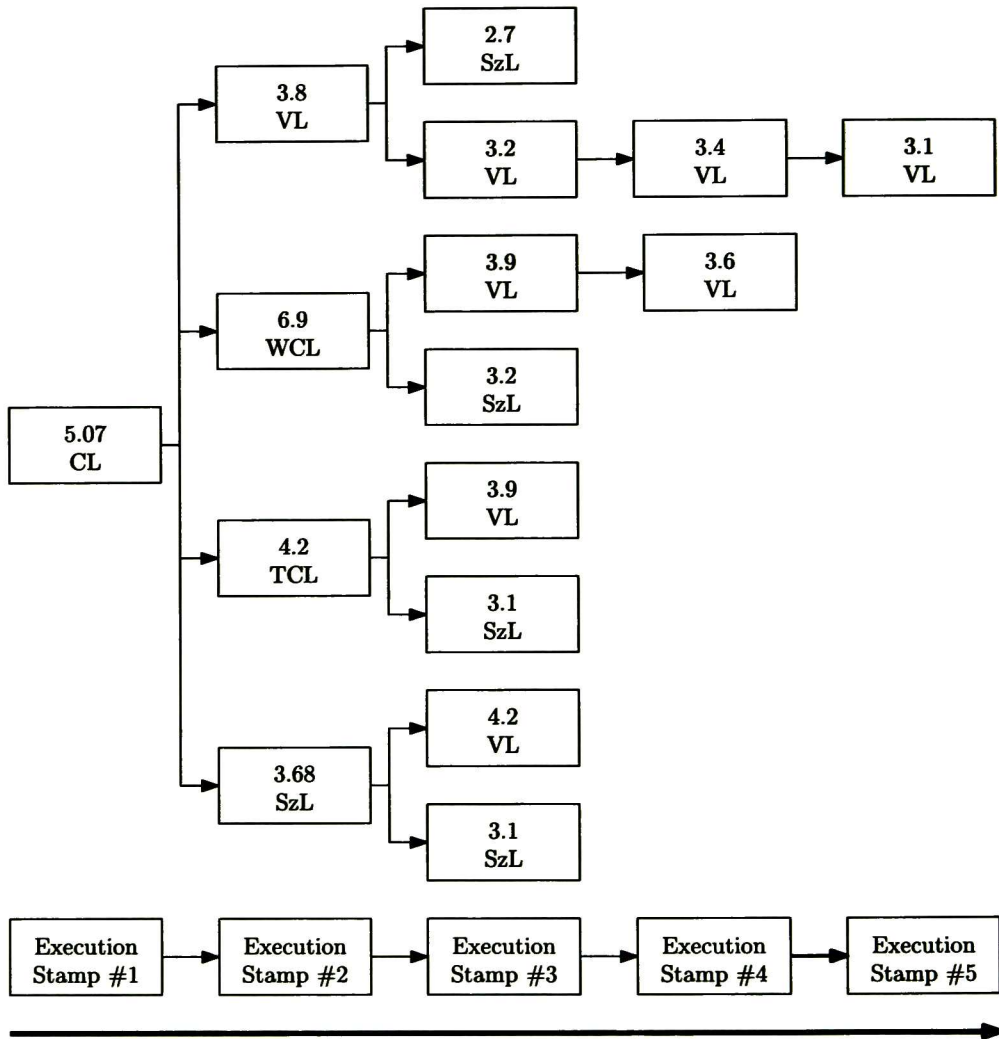 2.7
SzL
3.8
VL
3.2
VL
3.4
VL
3.1
VL
3.9
VL
3.6
VL
6.9
WCL
3.2
SzL
5.07
CL
3.9
VL
4.2
TCL
3.1
SzL
4.2
VL
3.68
SzL
3.1
SzL
Execution
Stamp #1
Execution
Stamp #2
Execution
Stamp #3
Execution
Stamp #4
Execution
Stamp #5